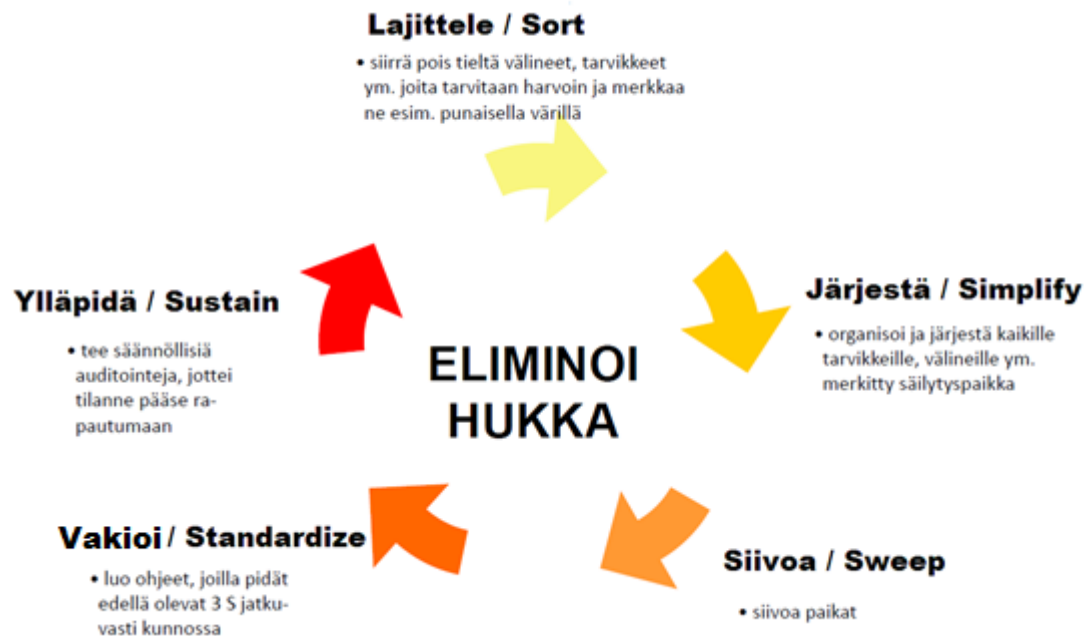 Lajittele / Sort
• siirrä pois tieltä välineet, tarvikkeet
ym. joita tarvitaan harvoin ja merkkaa
ne esim. punaisella värillä
Järjestä / Simplify
• organisoi ja järjestä kaikille
tarvikkeille, välineille ym.
merkitty säilytyspaikka
Siivoa / Sweep
• siivoa paikat
Vakioi / Standardize
• luo ohjeet, joilla pidät
edellä olevat 3 S jatku-
vasti kunnossa
Ylläpidä / Sustain
• tee säännöllisiä
auditointeja, jottei
tilanne pääse ra-
pautumaan
ELIMINOI
HUKKA